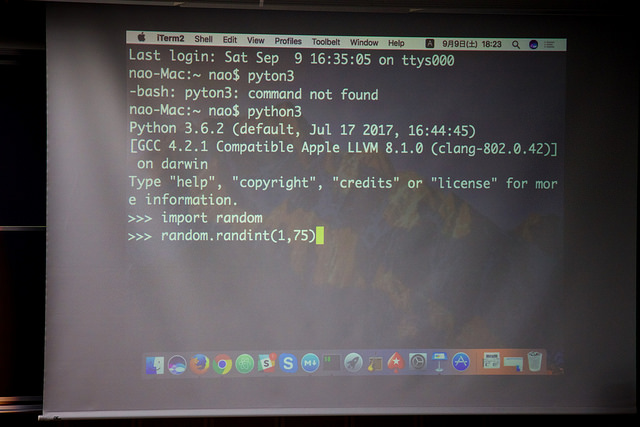 iTerm2 Shell Edit View Profiles Toolbelt Window Help A 9月9日(土) 18:23
Last login: Sat Sep  9 16:35:05 on ttys000
nao-Mac:~ nao$ pyton3
-bash: pyton3: command not found
nao-Mac:~ nao$ python3
Python 3.6.2 (default, Jul 17 2017, 16:44:45)
[GCC 4.2.1 Compatible Apple LLVM 8.1.0 (clang-802.0.42)]
 on darwin
Type "help", "copyright", "credits" or "license" for mor
e information.
>>> import random
>>> random.randint(1,75)